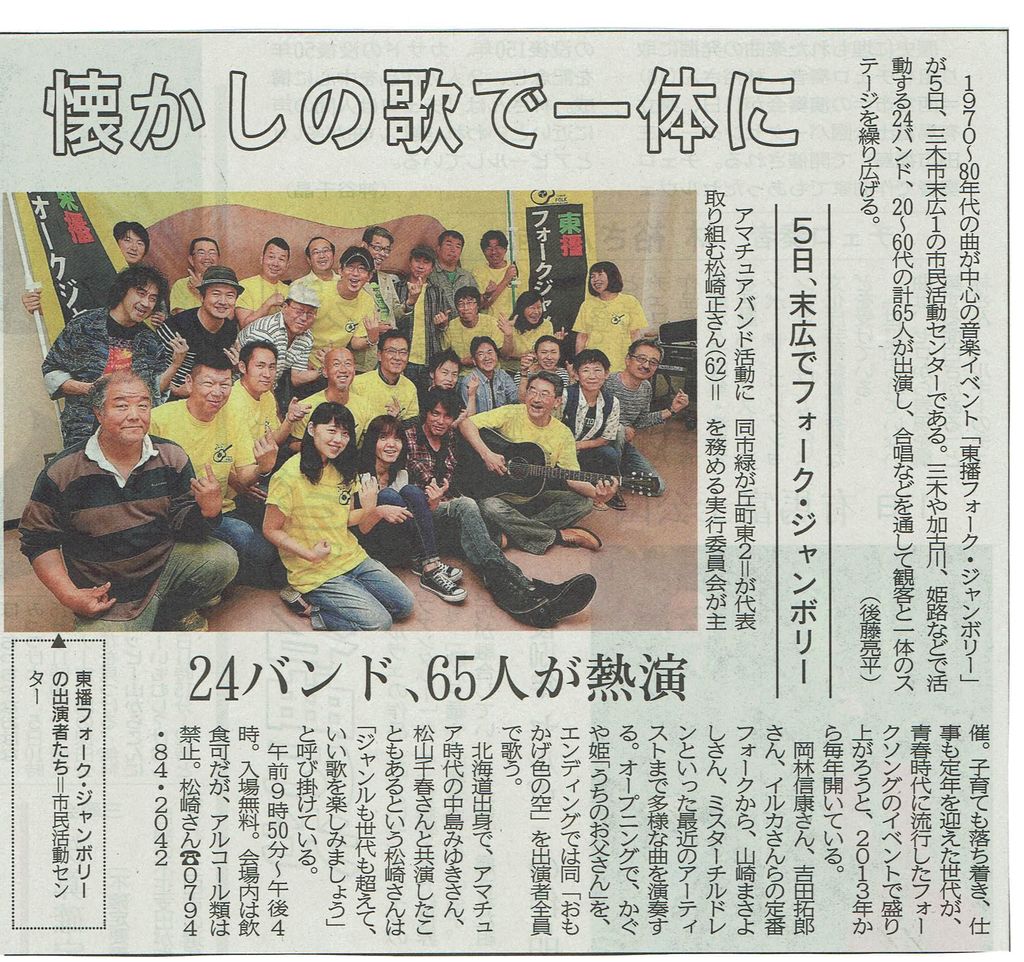 懐かしの歌で一体に
1970〜80年代の曲が中心の音楽イベント「東播フォーク・ジャンボリー」
が5日、三木市末広1の市民活動センターである。三木や加古川、姫路などで活
動する24バンド、20〜60代の計65人が出演し、合唱などを通して観客と一体のス
テージを繰り広げる。
(後藤亮平)
5日、末広でフォーク・ジャンボリー
24バンド、65人が熱演
アマチュアバンド活動に
取り組む松崎正さん(62)=
同市緑が丘町東2=が代表
を務める実行委員会が主
催。子育ても落ち着き、仕
事も定年を迎えた世代が、
青春時代に流行したフォー
クソングのイベントで盛り
上がろうと、2013年か
ら毎年開いている。
岡林信康さん、吉田拓郎
さん、イルカさんらの定番
フォークから、山崎まさよ
しさん、ミスターチルドレ
ンといった最近のアーティ
ストまで多様な曲を演奏す
る。オープニングで、かぐ
や姫「うちのお父さん」を、
エンディングでは同「おも
かげ色の空」を出演者全員
で歌う。
北海道出身で、アマチュ
ア時代の中島みゆきさん、
松山千春さんと共演したこ
ともあるという松崎さんは
「ジャンルも世代も超えて、
いい歌を楽しみましょう」
と呼び掛けている。
午前9時50分〜午後4
時。入場無料。会場内は飲
食可だが、アルコール類は
禁止。松崎さん☎0794
・84・2042
▲東播フォーク・ジャンボリー
の出演者たち=市民活動セン
ター
東播
フォークジャン
東播
フォークジャ
FOLK